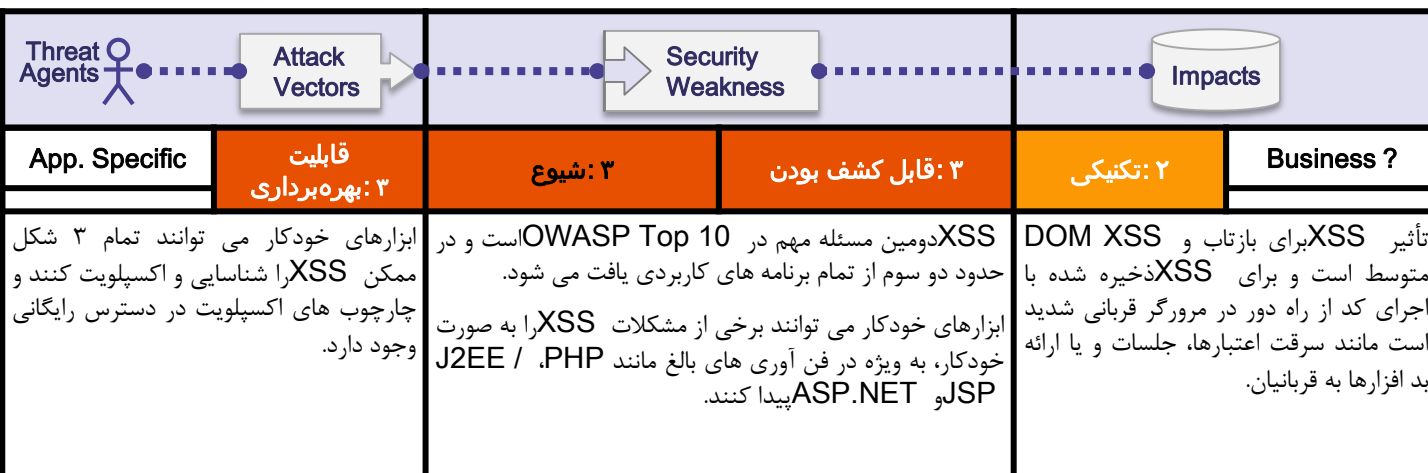 Threat
Agents
Attack
Vectors
Security
Weakness
Impacts
App. Specific
قابلیت
بهره‌برداری: ۳
شیوع: ۳
قابل کشف بودن: ۳
تکنیکی: ۲
Business ?
ابزارهای خودکار می توانند تمام ۳ شکل
ممکن XSSرا شناسایی و اکسپلویت کنند و
چارچوب های اکسپلویت در دسترس رایگانی
وجود دارد.
XSSدومین مسئله مهم در OWASP Top 10است و در
حدود دو سوم از تمام برنامه های کاربردی یافت می شود.
ابزارهای خودکار می توانند برخی از مشکلات XSSرا به صورت
خودکار، به ویژه در فن آوری های بالغ مانند PHP، J2EE /
JSPو ASP.NETپیدا کنند.
تأثیر XSSبرای بازتاب و DOM XSS
متوسط است و برای XSSذخیره شده با
اجرای کد از راه دور در مرورگر قربانی شدید
است مانند سرقت اعتبارها، جلسات و یا ارائه
بد افزارها به قربانیان.